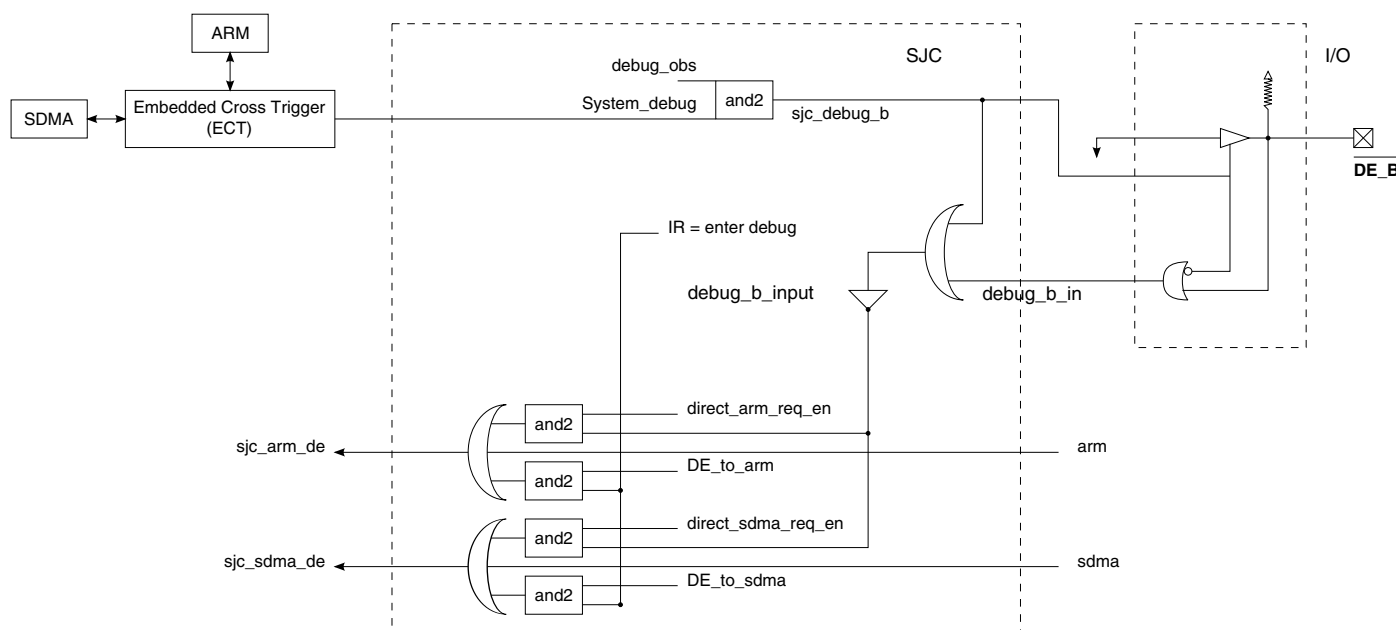 ARM
SJC
I/O
debug_obs
Embedded Cross Trigger
(ECT)
SDMA
System_debug
and2
sjc_debug_b
DE_B
IR = enter debug
debug_b_input
debug_b_in
direct_arm_req_en
and2
sjc_arm_de
arm
DE_to_arm
and2
direct_sdma_req_en
and2
sjc_sdma_de
sdma
DE_to_sdma
and2